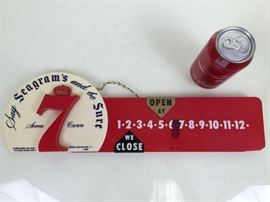 Say Seagram's and be Sure
7
Seven Crown
OPEN
AT
1·2·3·4·5·6·7·8·9·10·11·12·
WE
CLOSE